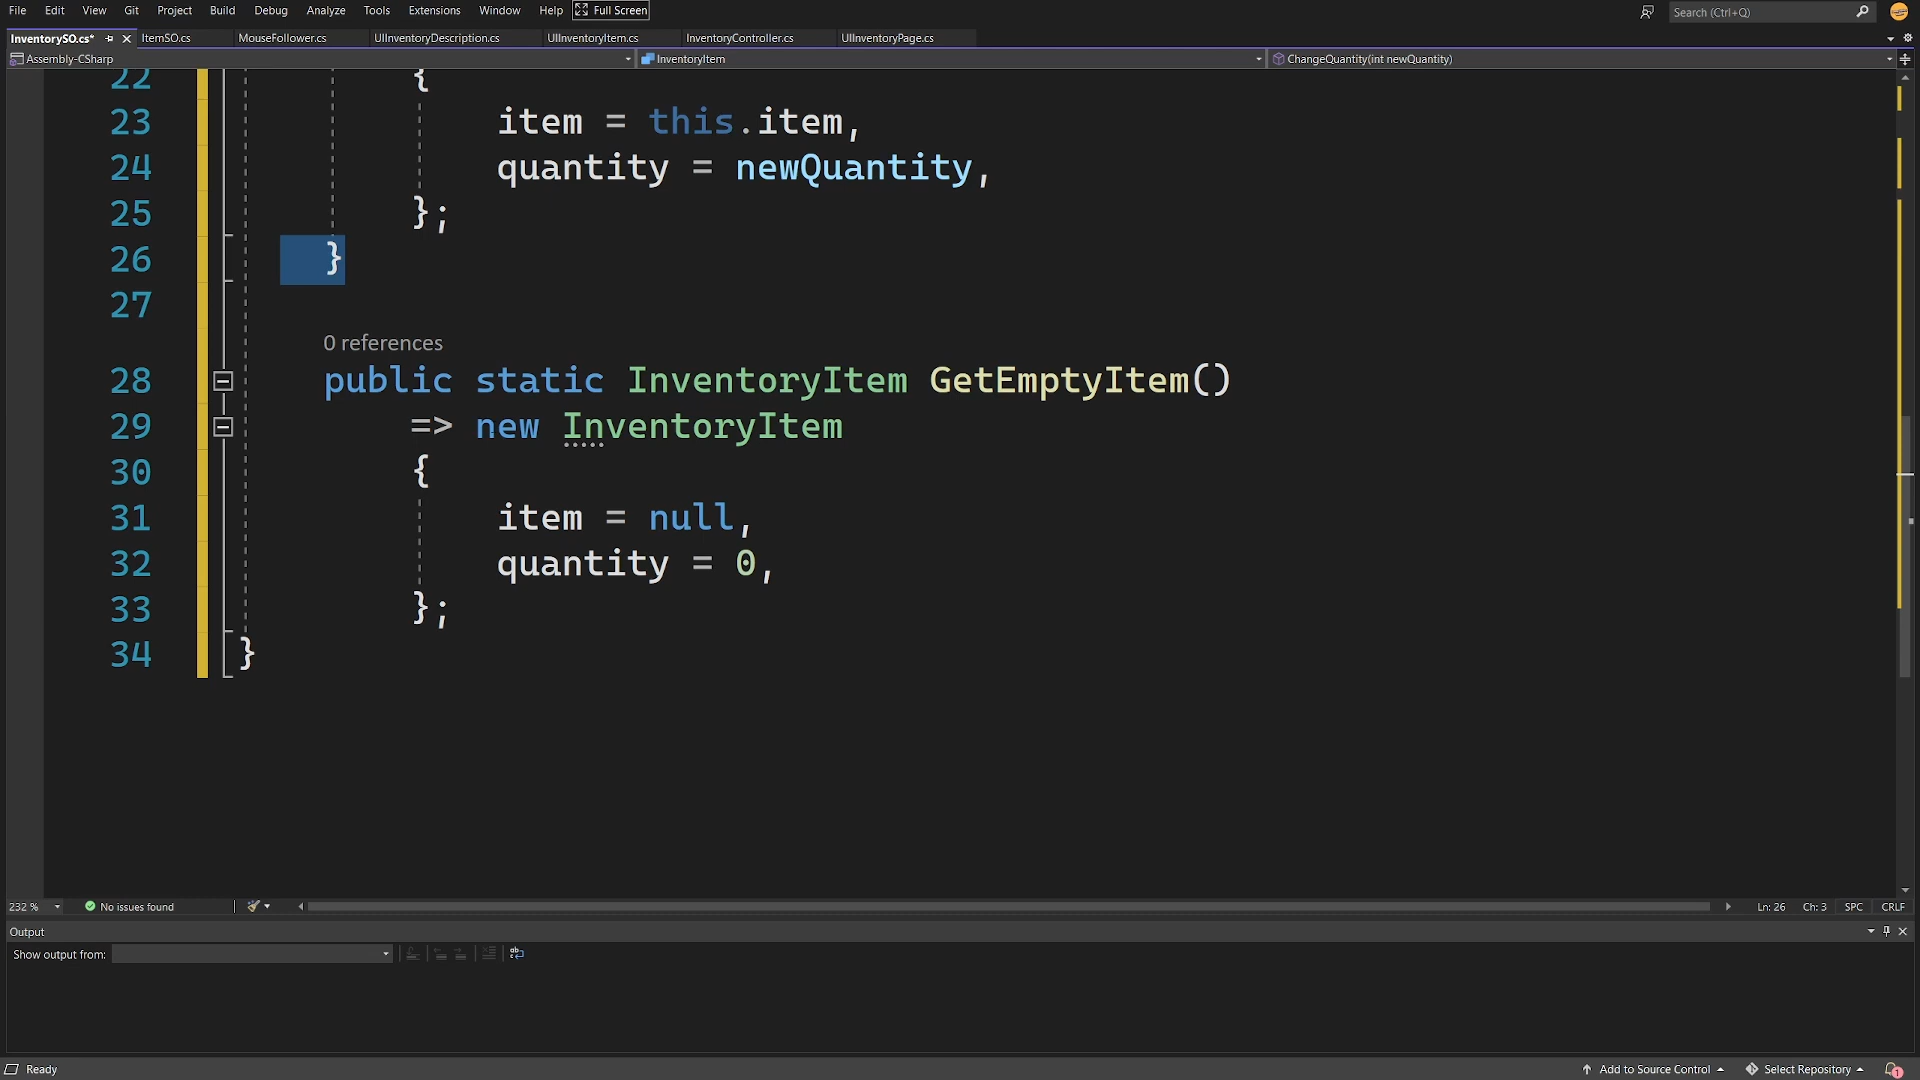 File Edit View Git Project Build Debug Analyze Tools Extensions Window Help Full Screen Search (Ctrl+Q)
InventorySO.cs* ItemSO.cs MouseFollower.cs UIInventoryDescription.cs UIInventoryItem.cs InventoryController.cs UIInventoryPage.cs
Assembly-CSharp InventoryItem ChangeQuantity(int newQuantity)
22 {
23 item = this.item,
24 quantity = newQuantity,
25 };
26 }
27
0 references
28 public static InventoryItem GetEmptyItem()
29 => new InventoryItem
30 {
31 item = null,
32 quantity = 0,
33 };
34 }
232 % No issues found Ln: 26 Ch: 3 SPC CRLF
Output
Show output from:
Ready Add to Source Control Select Repository 1